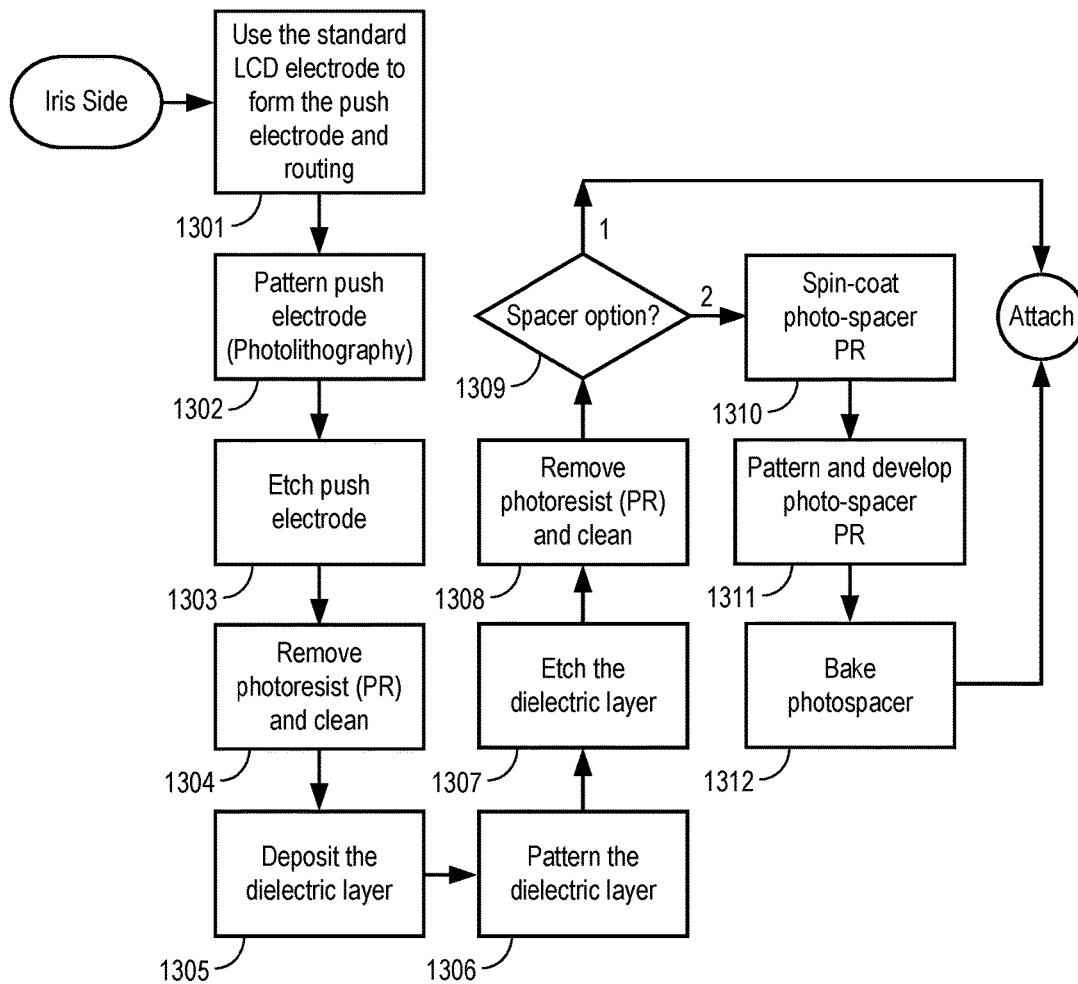 Iris Side
Use the standard
LCD electrode to
form the push
electrode and
routing
1301
Pattern push
electrode
(Photolithography)
1302
Etch push
electrode
1303
Remove
photoresist (PR)
and clean
1304
Deposit the
dielectric layer
1305
Pattern the
dielectric layer
1306
Etch the
dielectric layer
1307
Remove
photoresist (PR)
and clean
1308
Spacer option?
1309
1
2
Spin-coat
photo-spacer
PR
1310
Pattern and develop
photo-spacer
PR
1311
Bake
photospacer
1312
Attach